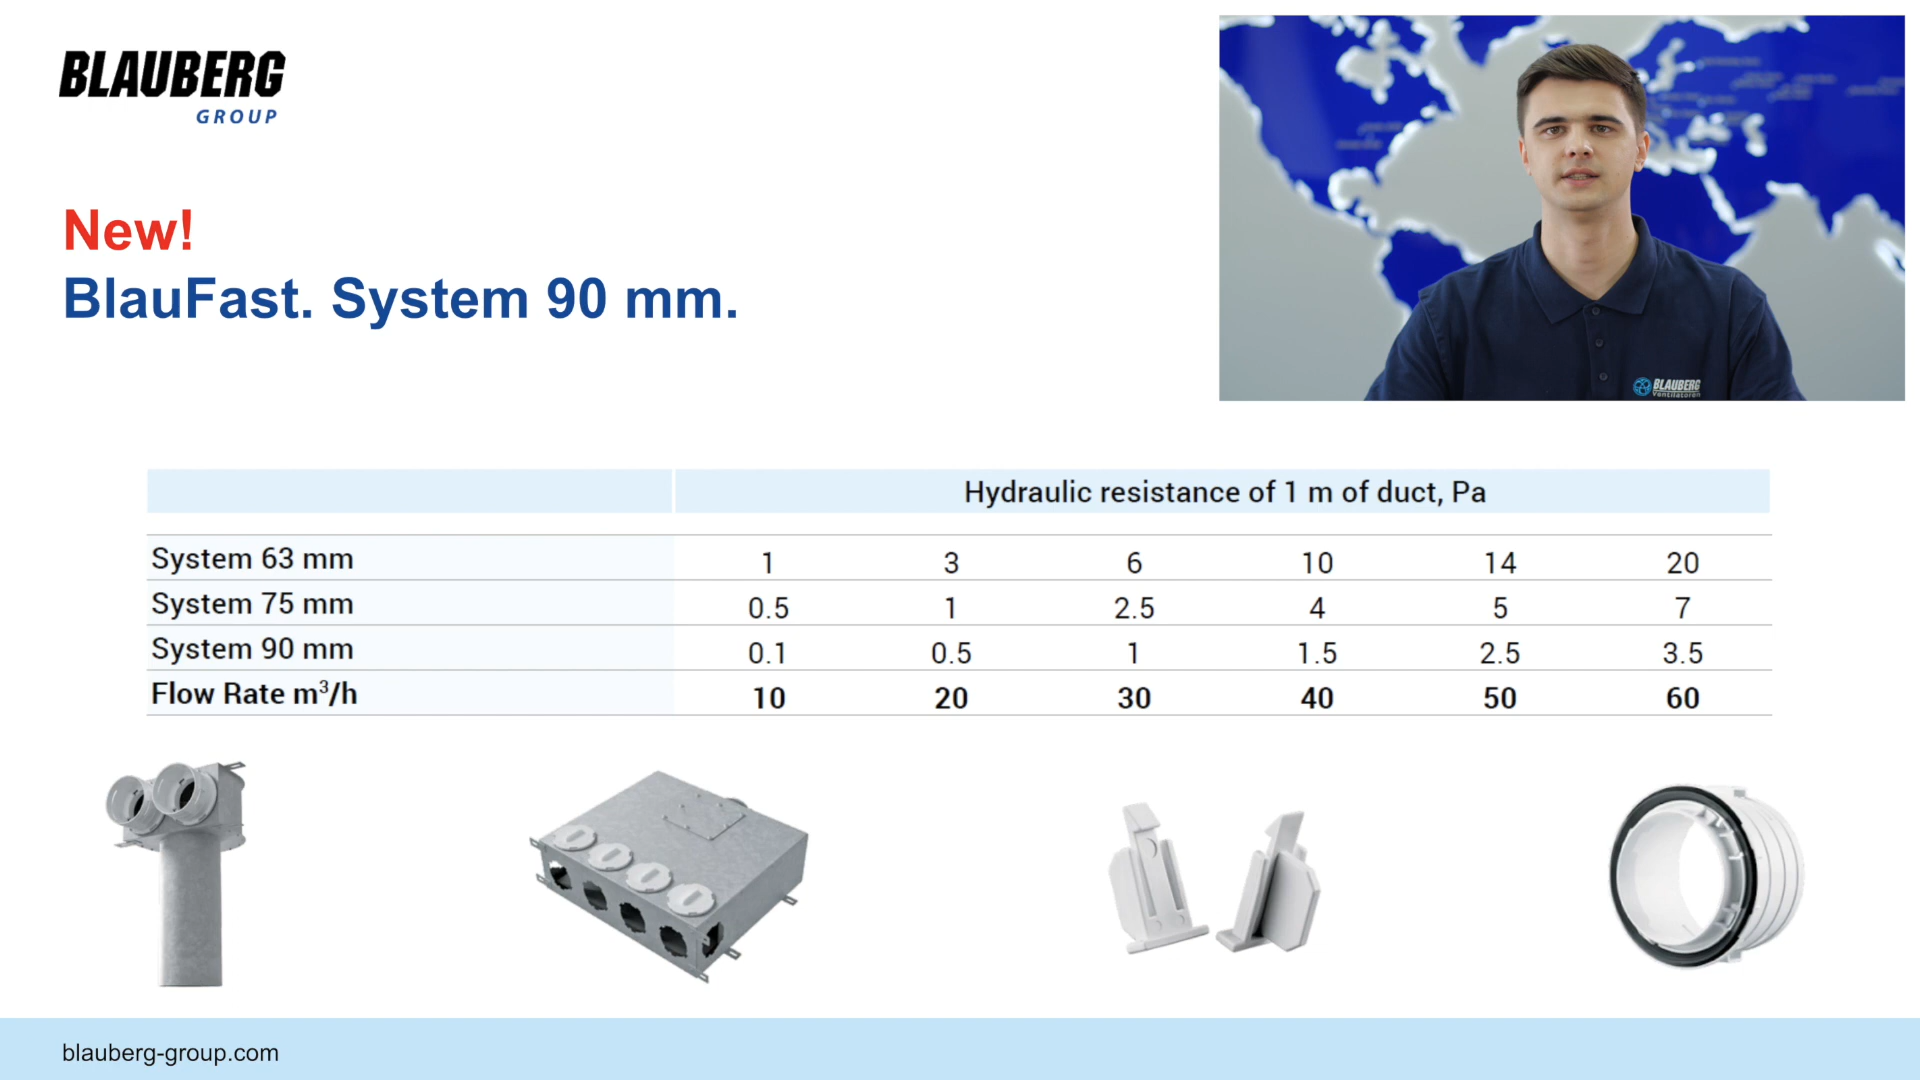 BLAUBERG
GROUP
New!
BlauFast. System 90 mm.
BLAUBERG
Ventilatoren
Hydraulic resistance of 1 m of duct, Pa
System 63 mm 1 3 6 10 14 20
System 75 mm 0.5 1 2.5 4 5 7
System 90 mm 0.1 0.5 1 1.5 2.5 3.5
Flow Rate m³/h 10 20 30 40 50 60
blauberg-group.com